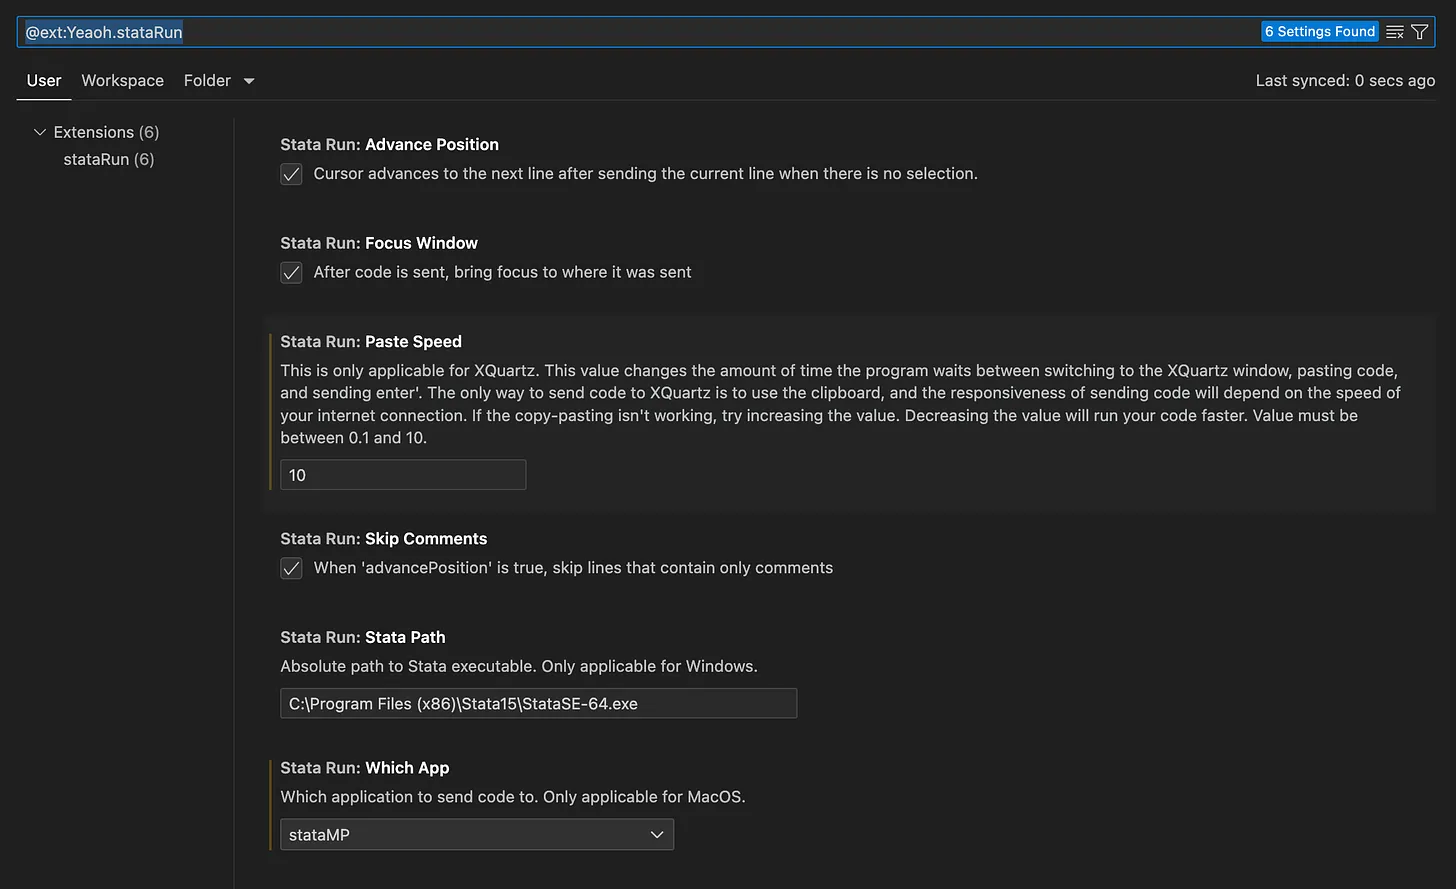 @ext:Yeaoh.stataRun
6 Settings Found
User
Workspace
Folder
Last synced: 0 secs ago
Extensions (6)
stataRun (6)
Stata Run: Advance Position
Cursor advances to the next line after sending the current line when there is no selection.
Stata Run: Focus Window
After code is sent, bring focus to where it was sent
Stata Run: Paste Speed
This is only applicable for XQuartz. This value changes the amount of time the program waits between switching to the XQuartz window, pasting code,
and sending enter'. The only way to send code to XQuartz is to use the clipboard, and the responsiveness of sending code will depend on the speed of
your internet connection. If the copy-pasting isn't working, try increasing the value. Decreasing the value will run your code faster. Value must be
between 0.1 and 10.
10
Stata Run: Skip Comments
When 'advancePosition' is true, skip lines that contain only comments
Stata Run: Stata Path
Absolute path to Stata executable. Only applicable for Windows.
C:\Program Files (x86)\Stata15\StataSE-64.exe
Stata Run: Which App
Which application to send code to. Only applicable for MacOS.
stataMP